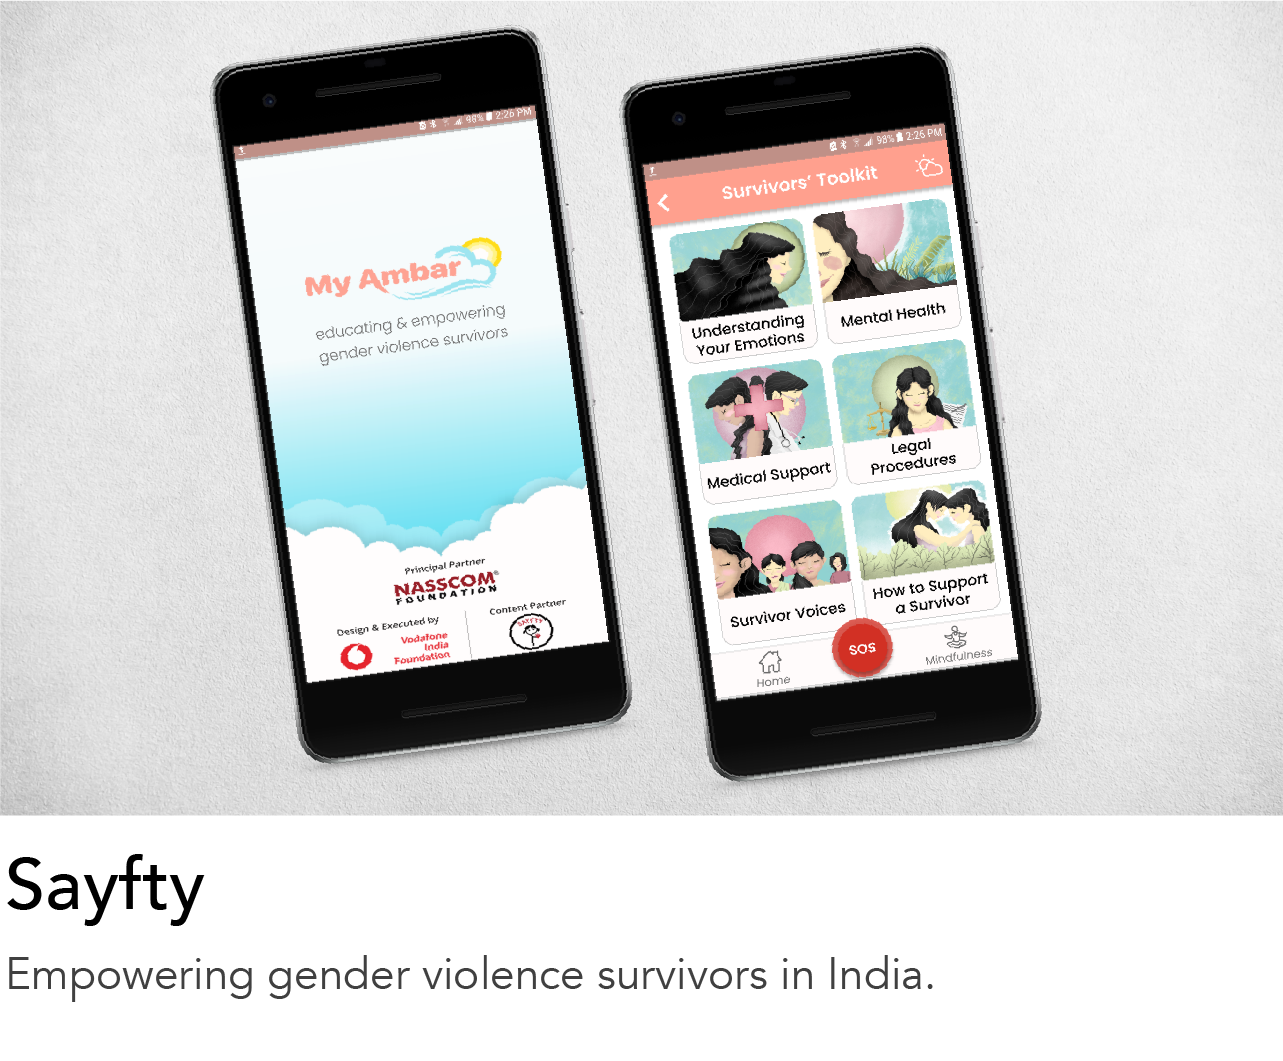 98% 2:26 PM
My Ambar
educating & empowering
gender violence survivors
Principal Partner
NASSCOM®
FOUNDATION
Design & Executed by
Vodafone
India
Foundation
Content Partner
SAYFTY
98% 2:26 PM
Survivors' Toolkit
Understanding
Your Emotions
Mental Health
Medical Support
Legal
Procedures
Survivor Voices
How to Support
a Survivor
Home
SOS
Mindfulness
Sayfty
Empowering gender violence survivors in India.